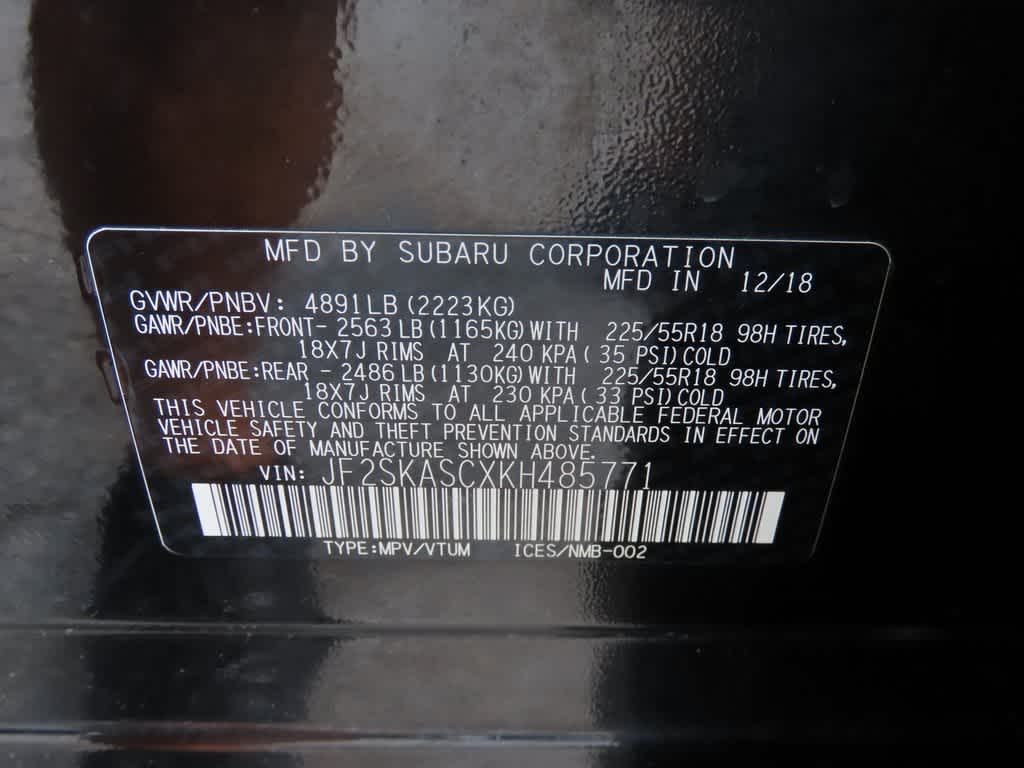 MFD BY SUBARU CORPORATION
MFD IN 12/18
GVWR/PNBV: 4891LB (2223KG)
GAWR/PNBE:FRONT- 2563 LB (1165KG) WITH 225/55R18 98H TIRES,
18X7J RIMS AT 240 KPA ( 35 PSI) COLD
GAWR/PNBE:REAR - 2486 LB (1130KG) WITH 225/55R18 98H TIRES,
18X7J RIMS AT 230 KPA ( 33 PSI) COLD
THIS VEHICLE CONFORMS TO ALL APPLICABLE FEDERAL MOTOR
VEHICLE SAFETY AND THEFT PREVENTION STANDARDS IN EFFECT ON
THE DATE OF MANUFACTURE SHOWN ABOVE.
VIN: JF2SKASCXKH485771
TYPE:MPV/VTUM ICES/NMB-002